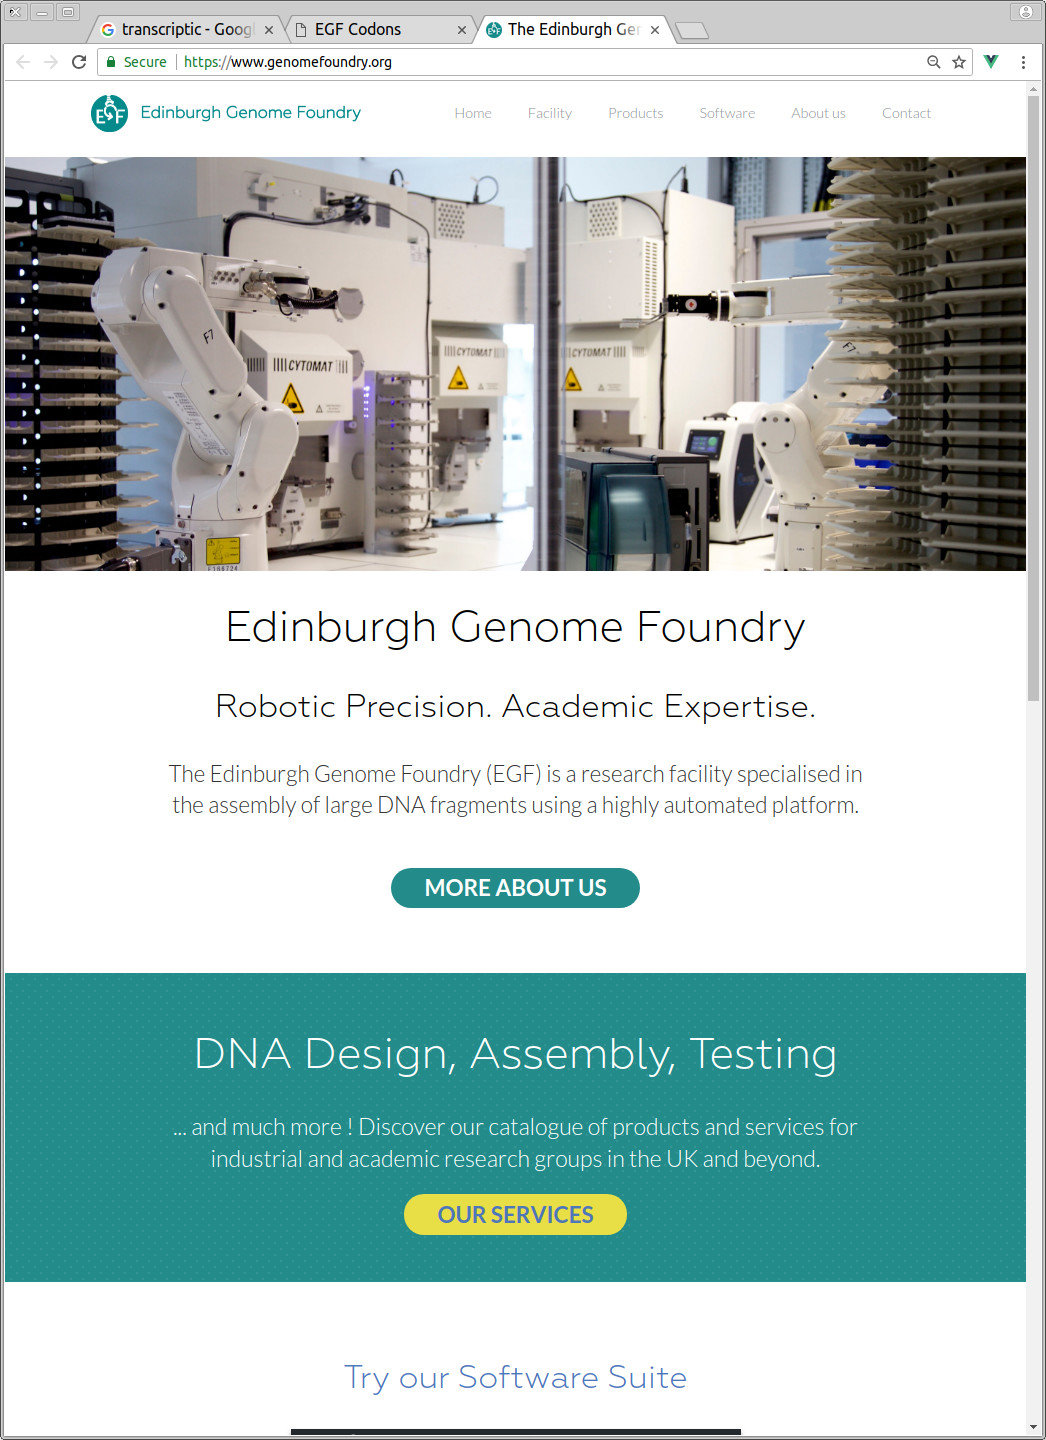 transcriptic - Goog
EGF Codons
The Edinburgh Ger
Secure
https://www.genomefoundry.org
EGF
Edinburgh Genome Foundry
Home
Facility
Products
Software
About us
Contact
F7
CYTOMAT
CYTOMAT
CYTOMAT
F7
Edinburgh Genome Foundry
Robotic Precision. Academic Expertise.
The Edinburgh Genome Foundry (EGF) is a research facility specialised in
the assembly of large DNA fragments using a highly automated platform.
MORE ABOUT US
DNA Design, Assembly, Testing
... and much more ! Discover our catalogue of products and services for
industrial and academic research groups in the UK and beyond.
OUR SERVICES
Try our Software Suite